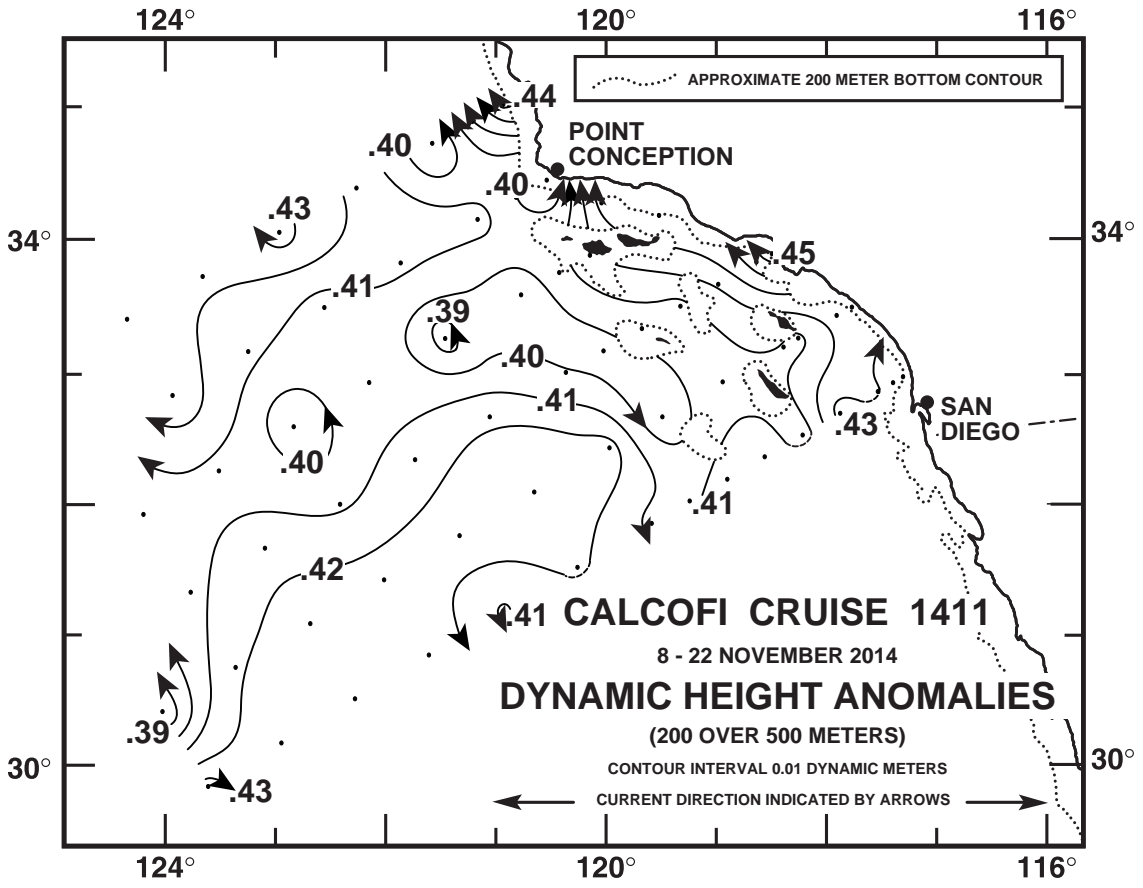 124° 120° 116°
APPROXIMATE 200 METER BOTTOM CONTOUR
.44
POINT
CONCEPTION
.40
.40
.43
34° 34°
.45
.41
.39
.40
.41
.43
SAN
DIEGO
.40
.41
.42
.41
CALCOFI CRUISE 1411
8 - 22 NOVEMBER 2014
DYNAMIC HEIGHT ANOMALIES
.39
(200 OVER 500 METERS)
30° 30°
CONTOUR INTERVAL 0.01 DYNAMIC METERS
.43
CURRENT DIRECTION INDICATED BY ARROWS
124° 120° 116°